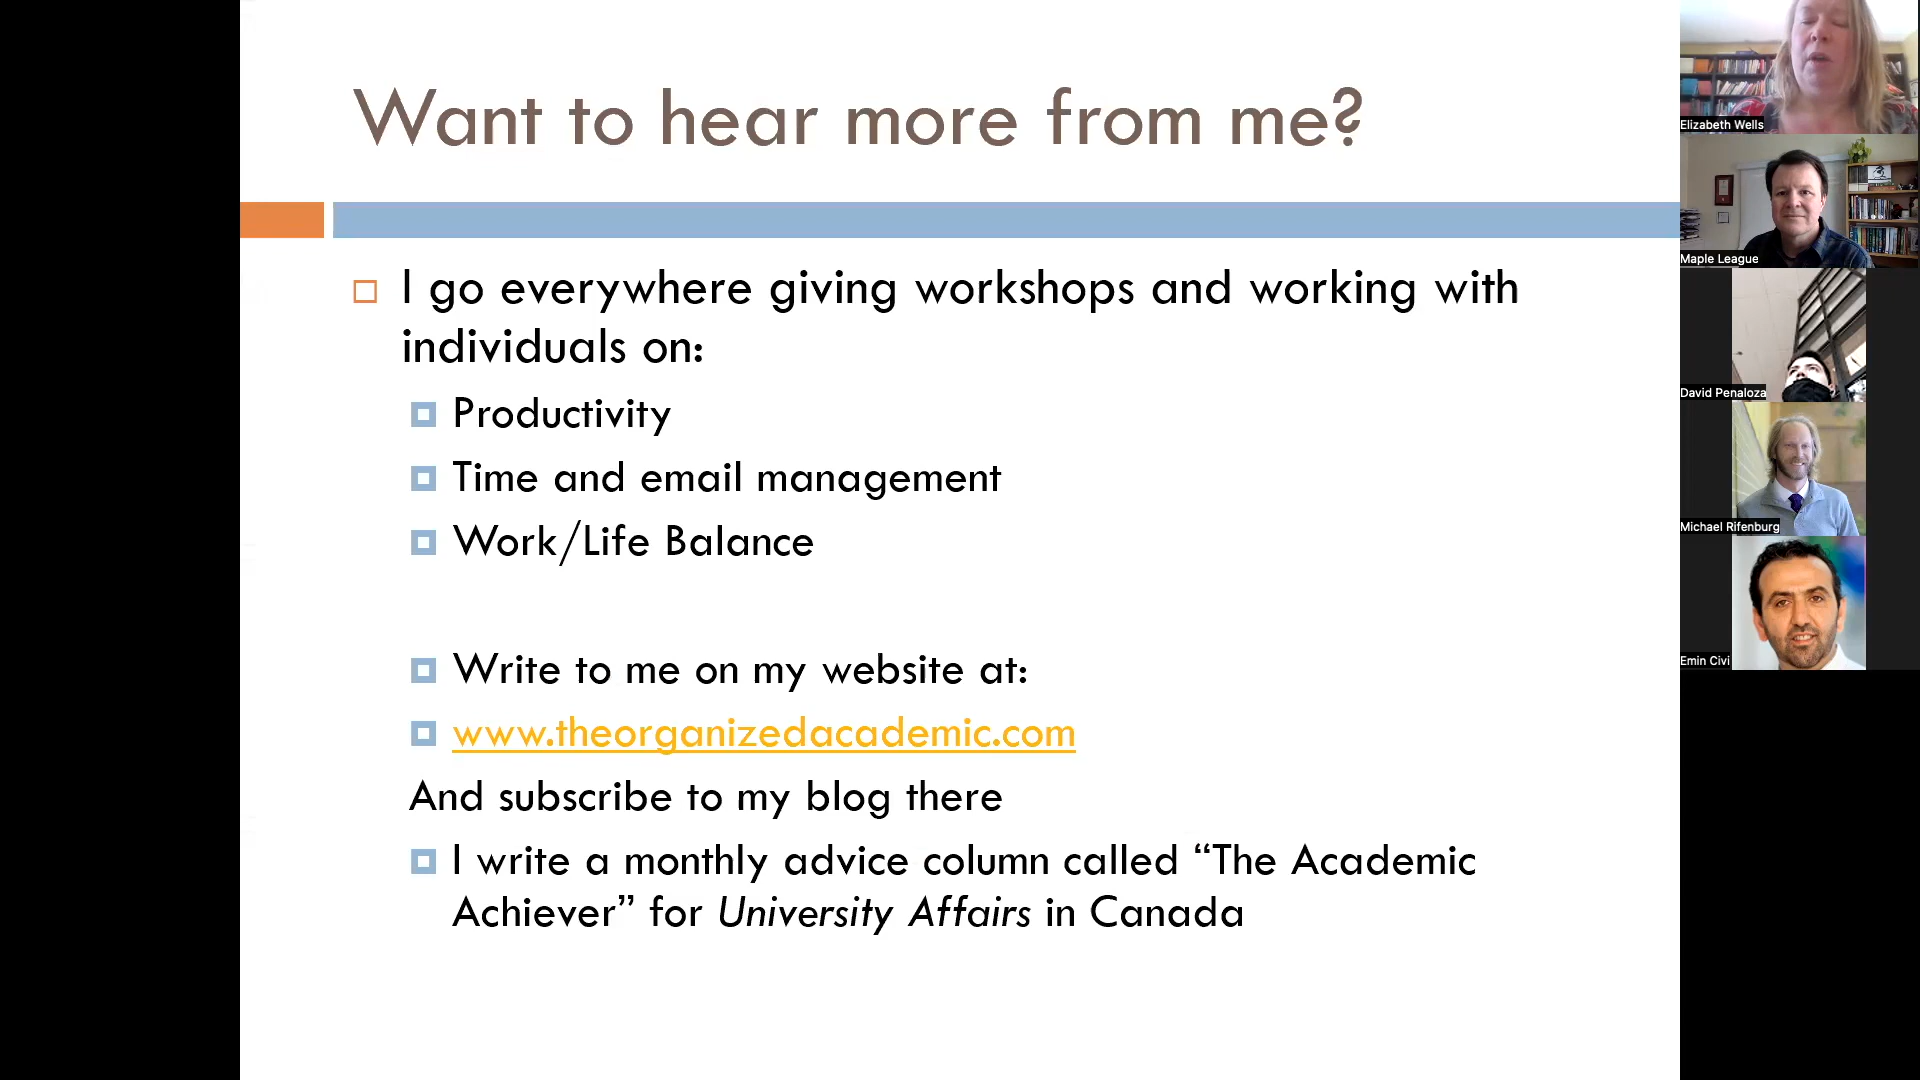 Want to hear more from me?
I go everywhere giving workshops and working with
individuals on:
Productivity
Time and email management
Work/Life Balance
Write to me on my website at:
www.theorganizedacademic.com
And subscribe to my blog there
I write a monthly advice column called “The Academic
Achiever” for University Affairs in Canada
Elizabeth Wells
Maple League
David Penaloza
Michael Rifenburg
Emin Civi